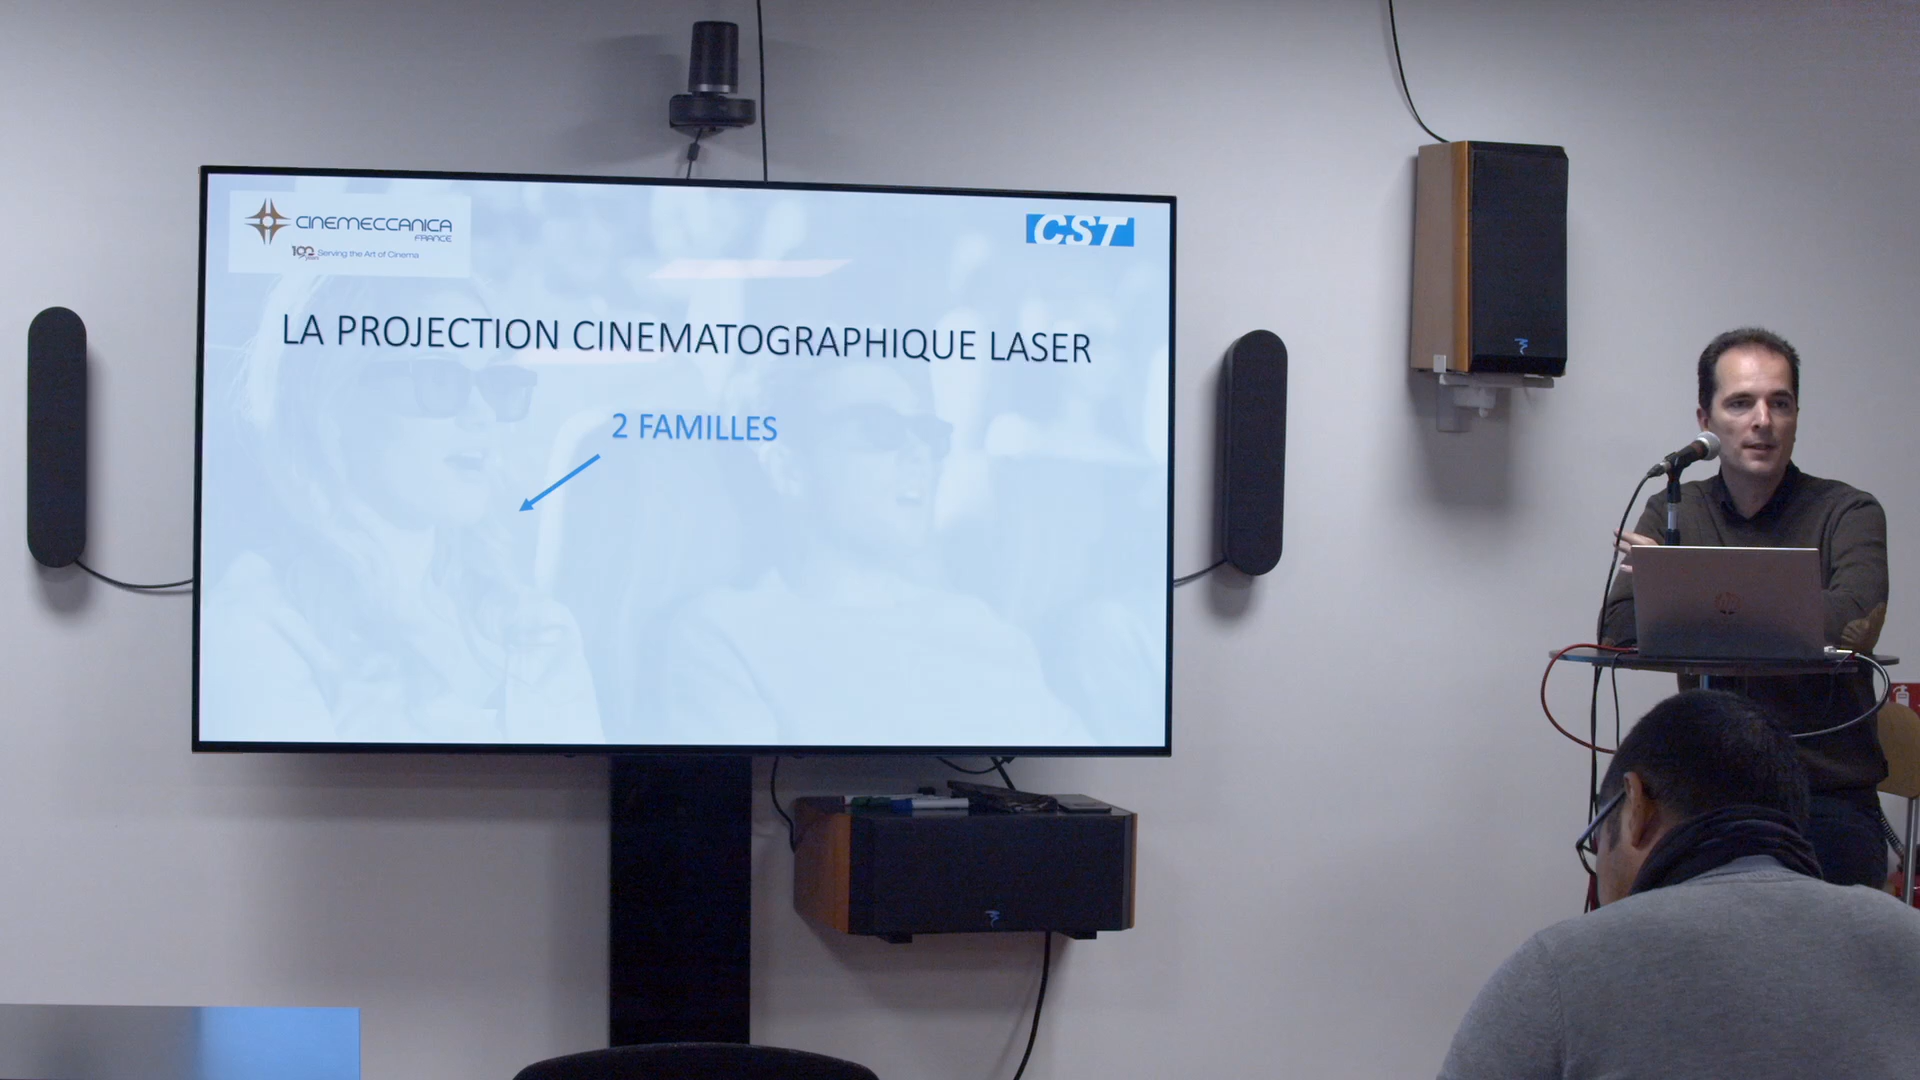 CINEMECCANICA
FRANCE
100 years Serving the Art of Cinema
CST
LA PROJECTION CINEMATOGRAPHIQUE LASER
2 FAMILLES